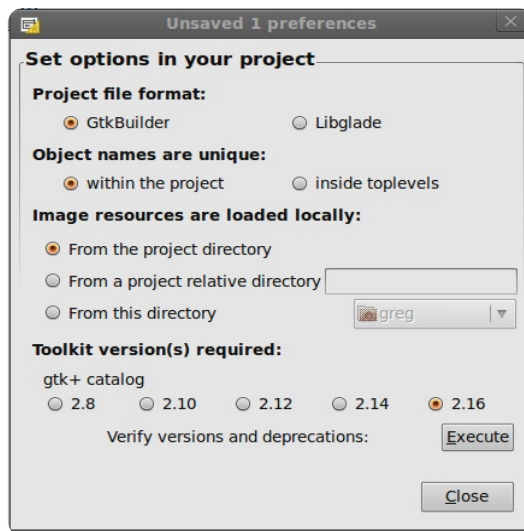 Unsaved 1 preferences
Set options in your project
Project file format:
GtkBuilder Libglade
Object names are unique:
within the project inside toplevels
Image resources are loaded locally:
From the project directory
From a project relative directory
From this directory greg
Toolkit version(s) required:
gtk+ catalog
2.8 2.10 2.12 2.14 2.16
Verify versions and deprecations: Execute
Close